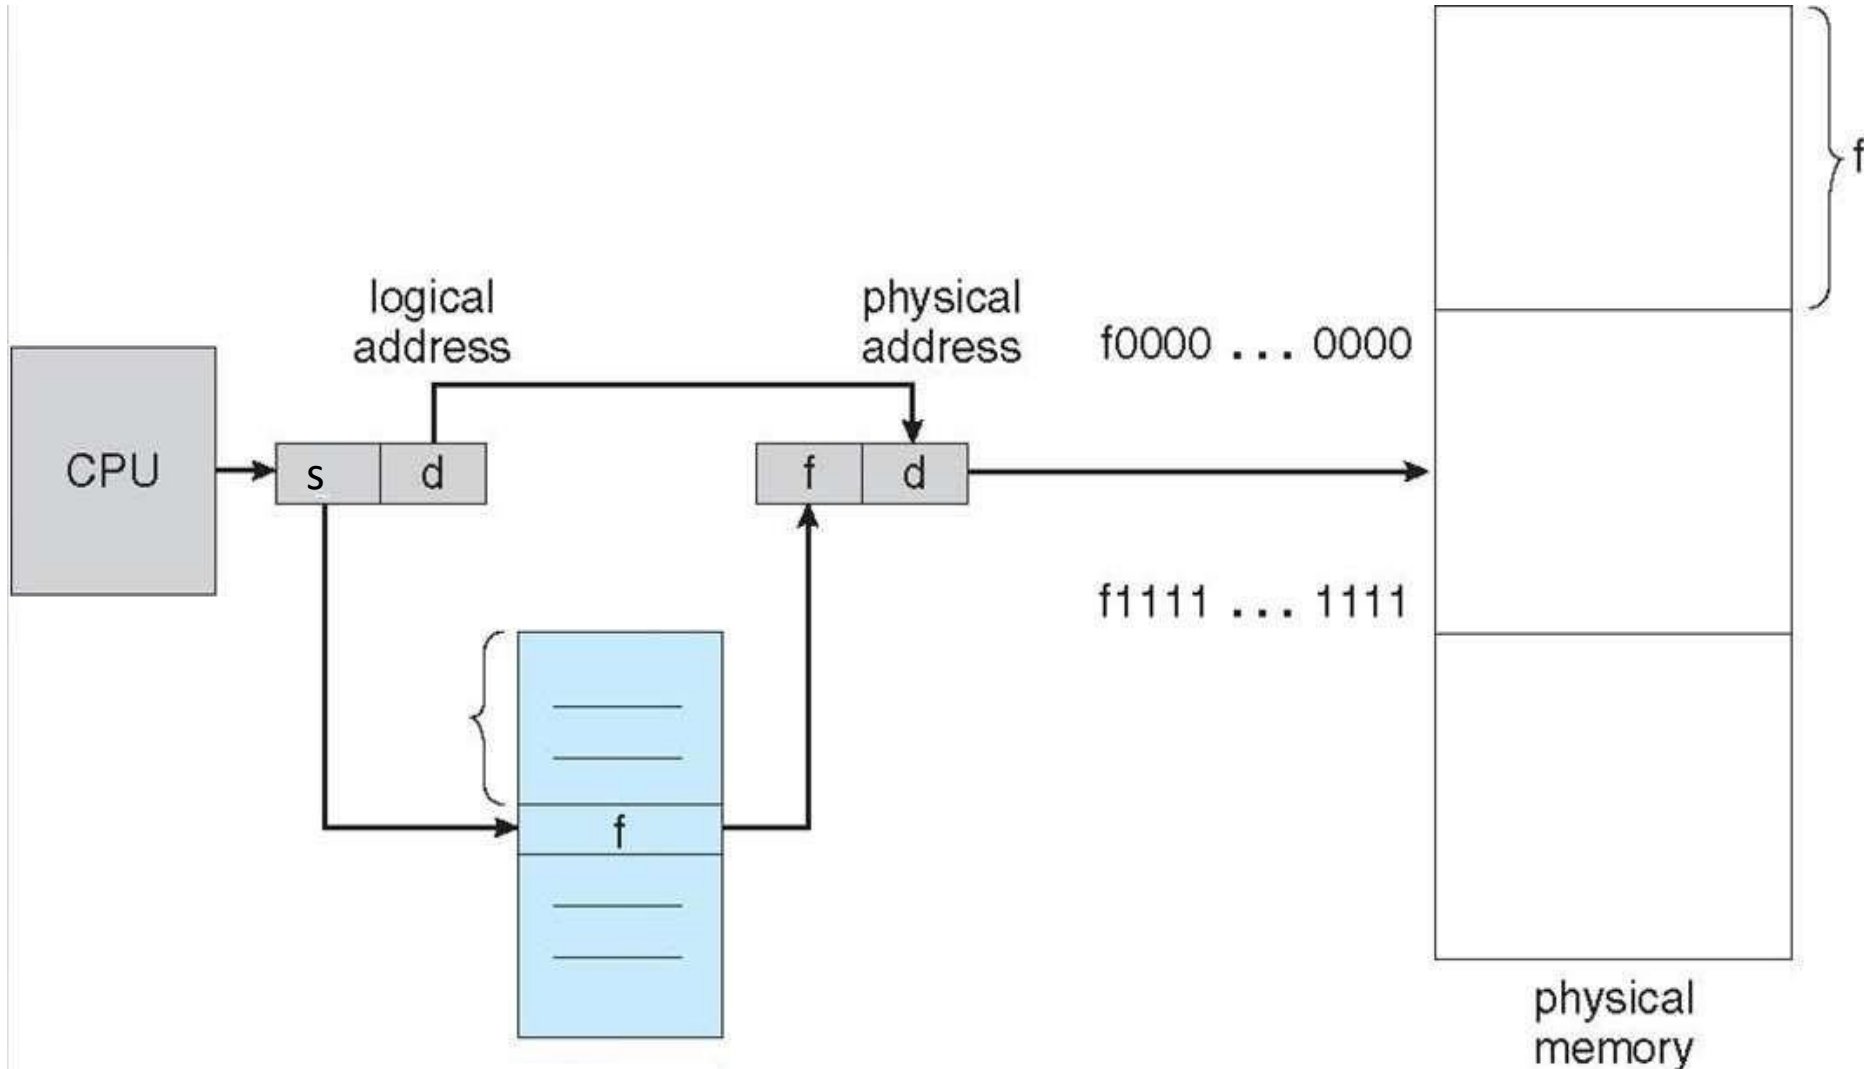 f
logical
address
physical
address
f0000 ... 0000
CPU
s
d
f
d
f1111 ... 1111
f
physical
memory